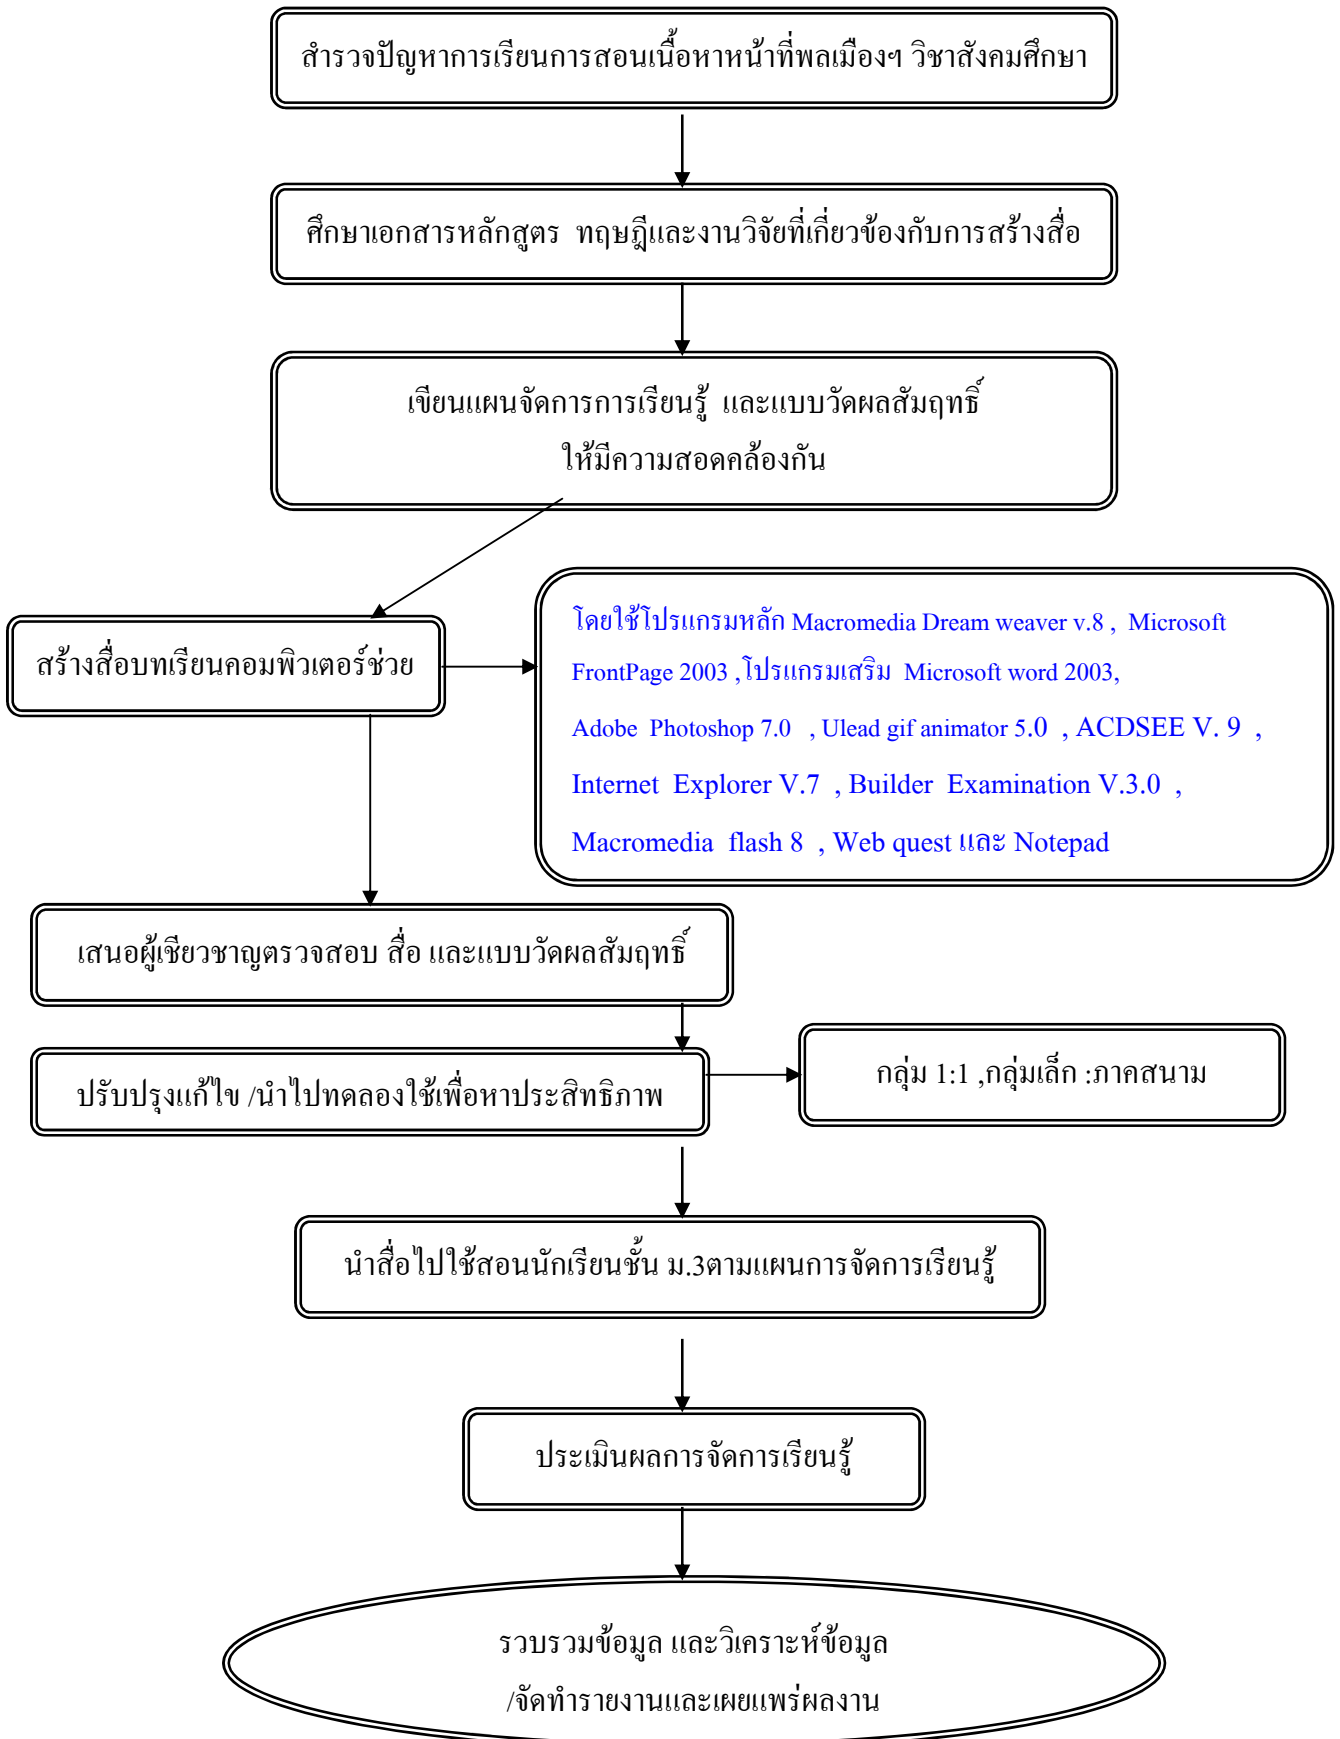 สำรวจปัญหาการเรียนการสอนเนื้อหาหน้าที่พลเมืองฯ วิชาสังคมศึกษา
ศึกษาเอกสารหลักสูตร ทฤษฎีและงานวิจัยที่เกี่ยวข้องกับการสร้างสื่อ
เขียนแผนจัดการการเรียนรู้ และแบบวัดผลสัมฤทธิ์
ให้มีความสอดคล้องกัน
สร้างสื่อบทเรียนคอมพิวเตอร์ช่วย
โดยใช้โปรแกรมหลัก Macromedia Dream weaver v.8 , Microsoft
FrontPage 2003 ,โปรแกรมเสริม Microsoft word 2003,
Adobe Photoshop 7.0 , Ulead gif animator 5.0 , ACDSEE V. 9 ,
Internet Explorer V.7 , Builder Examination V.3.0 ,
Macromedia flash 8 , Web quest และ Notepad
เสนอผู้เชียวชาญตรวจสอบ สื่อ และแบบวัดผลสัมฤทธิ์
ปรับปรุงแก้ไข /นำไปทดลองใช้เพื่อหาประสิทธิภาพ
กลุ่ม 1:1 ,กลุ่มเล็ก :ภาคสนาม
นำสื่อไปใช้สอนนักเรียนชั้น ม.3ตามแผนการจัดการเรียนรู้
ประเมินผลการจัดการเรียนรู้
รวบรวมข้อมูล และวิเคราะห์ข้อมูล
/จัดทำรายงานและเผยแพร่ผลงาน